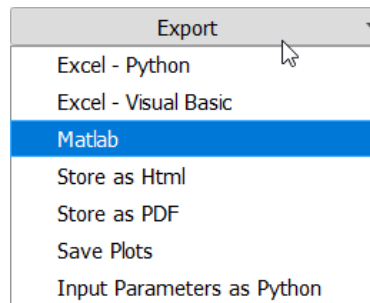 Export
Excel - Python
Excel - Visual Basic
Matlab
Store as Html
Store as PDF
Save Plots
Input Parameters as Python